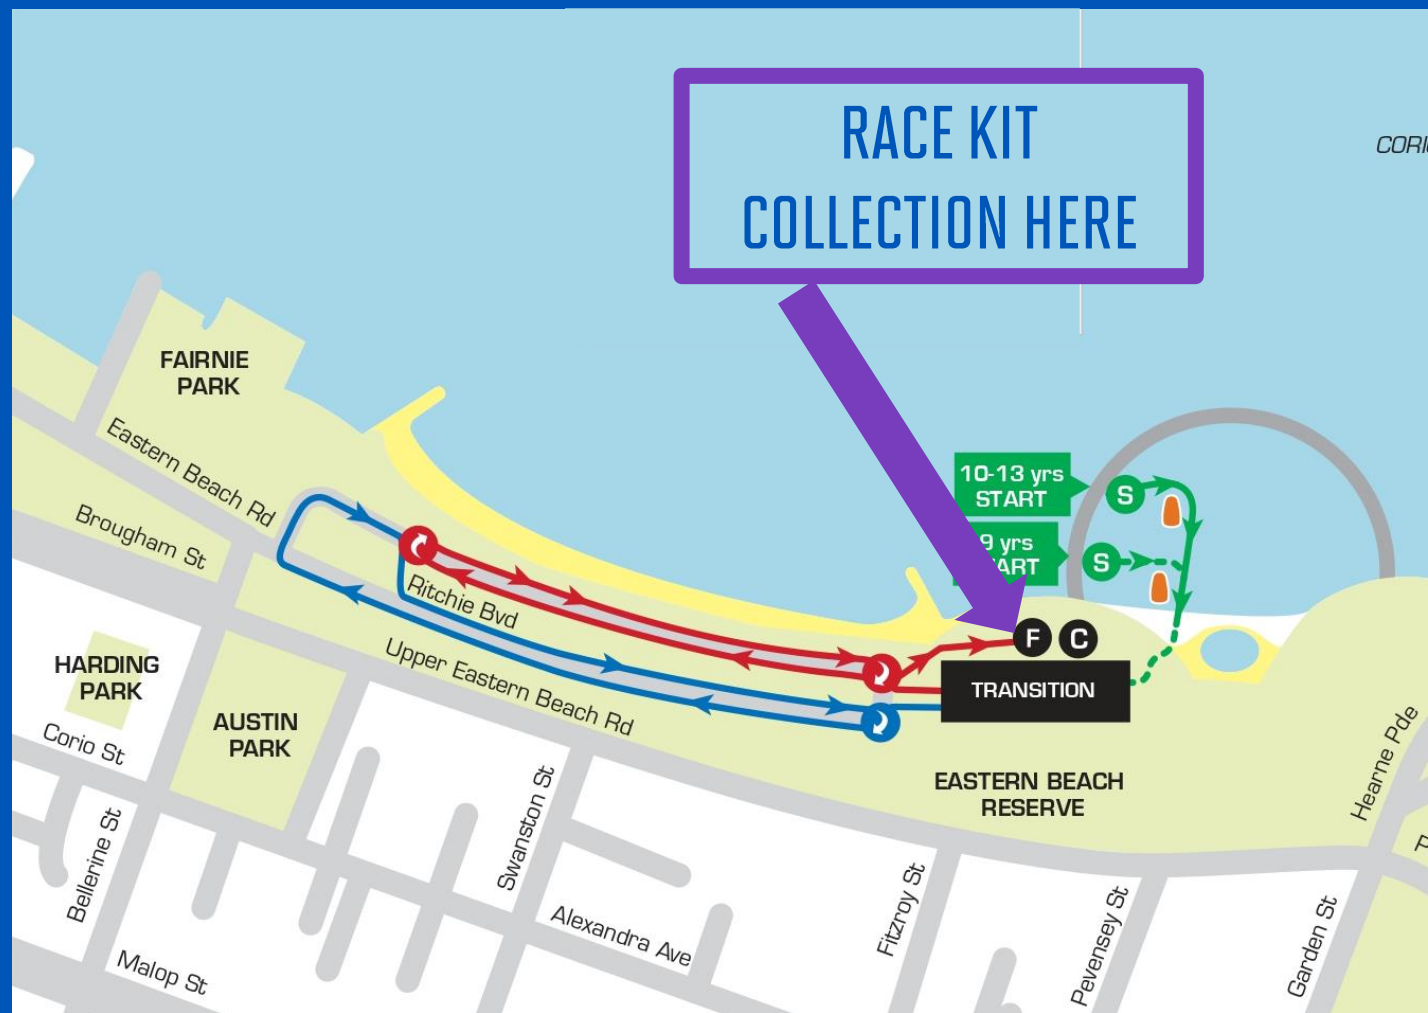 RACE KIT
COLLECTION HERE
FAIRNIE
PARK
Eastern Beach Rd
Brougham St
10-13 yrs
START
S
9 yrs
S
Ritchie Bvd
F
C
HARDING
PARK
Upper Eastern Beach Rd
TRANSITION
AUSTIN
PARK
Corio St
EASTERN BEACH
RESERVE
Hearne Pde
Swanston St
Bellerine St
Alexandra Ave
Fitzroy St
Pevensey St
Garden St
Malop St